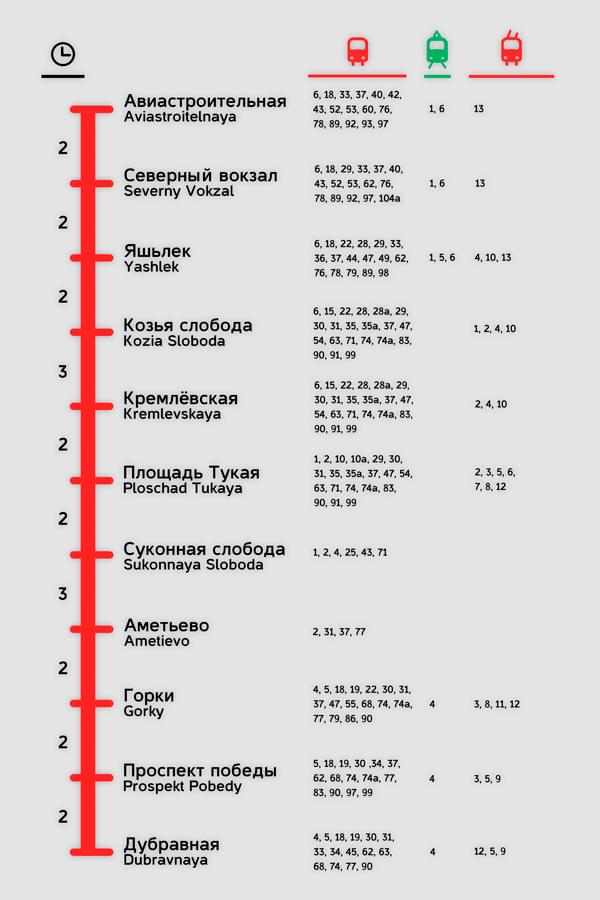 Авиастроительная
Aviastroitelnaya
6, 18, 33, 37, 40, 42,
43, 52, 53, 60, 76,
78, 89, 92, 93, 97
1, 6
13
2
Северный вокзал
Severny Vokzal
6, 18, 29, 33, 37, 40,
43, 52, 53, 62, 76,
78, 89, 92, 97, 104a
1, 6
13
2
Яшьлек
Yashlek
6, 18, 22, 28, 29, 33,
36, 37, 44, 47, 49, 62,
76, 78, 79, 89, 98
1, 5, 6
4, 10, 13
2
Козья слобода
Kozia Sloboda
6, 15, 22, 28, 28a, 29,
30, 31, 35, 35a, 37, 47,
54, 63, 71, 74, 74a, 83,
90, 91, 99
1, 2, 4, 10
3
Кремлёвская
Kremlevskaya
6, 15, 22, 28, 28a, 29,
30, 31, 35, 35a, 37, 47,
54, 63, 71, 74, 74a, 83,
90, 91, 99
2, 4, 10
2
Площадь Тукая
Ploschad Tukaya
1, 2, 10, 10a, 29, 30,
31, 35, 35a, 37, 47, 54,
63, 71, 74, 74a, 83,
90, 91, 99
2, 3, 5, 6,
7, 8, 12
2
Суконная слобода
Sukonnaya Sloboda
1, 2, 4, 25, 43, 71
3
Аметьево
Ametievo
2, 31, 37, 77
2
Горки
Gorky
4, 5, 18, 19, 22, 30, 31,
37, 47, 55, 68, 74, 74a,
77, 79, 86, 90
4
3, 8, 11, 12
2
Проспект победы
Prospekt Pobedy
5, 18, 19, 30 ,34, 37,
62, 68, 74, 74a, 77,
83, 90, 97, 99
4
3, 5, 9
2
Дубравная
Dubravnaya
4, 5, 18, 19, 30, 31,
33, 34, 45, 62, 63,
68, 74, 77, 90
4
12, 5, 9